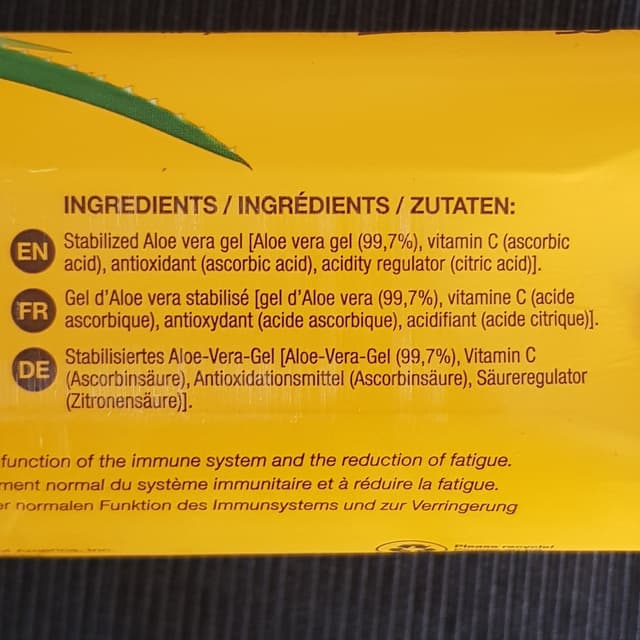 INGREDIENTS / INGRÉDIENTS / ZUTATEN:
EN
Stabilized Aloe vera gel [Aloe vera gel (99,7%), vitamin C (ascorbic
acid), antioxidant (ascorbic acid), acidity regulator (citric acid)].
FR
Gel d'Aloe vera stabilisé [gel d'Aloe vera (99,7%), vitamine C (acide
ascorbique), antioxydant (acide ascorbique), acidifiant (acide citrique)].
DE
Stabilisiertes Aloe-Vera-Gel [Aloe-Vera-Gel (99,7%), Vitamin C
(Ascorbinsäure), Antioxidationsmittel (Ascorbinsäure), Säureregulator
(Zitronensäure)].
function of the immune system and the reduction of fatigue.
ment normal du système immunitaire et à réduire la fatigue.
er normalen Funktion des Immunsystems und zur Verringerung
Please recycle!